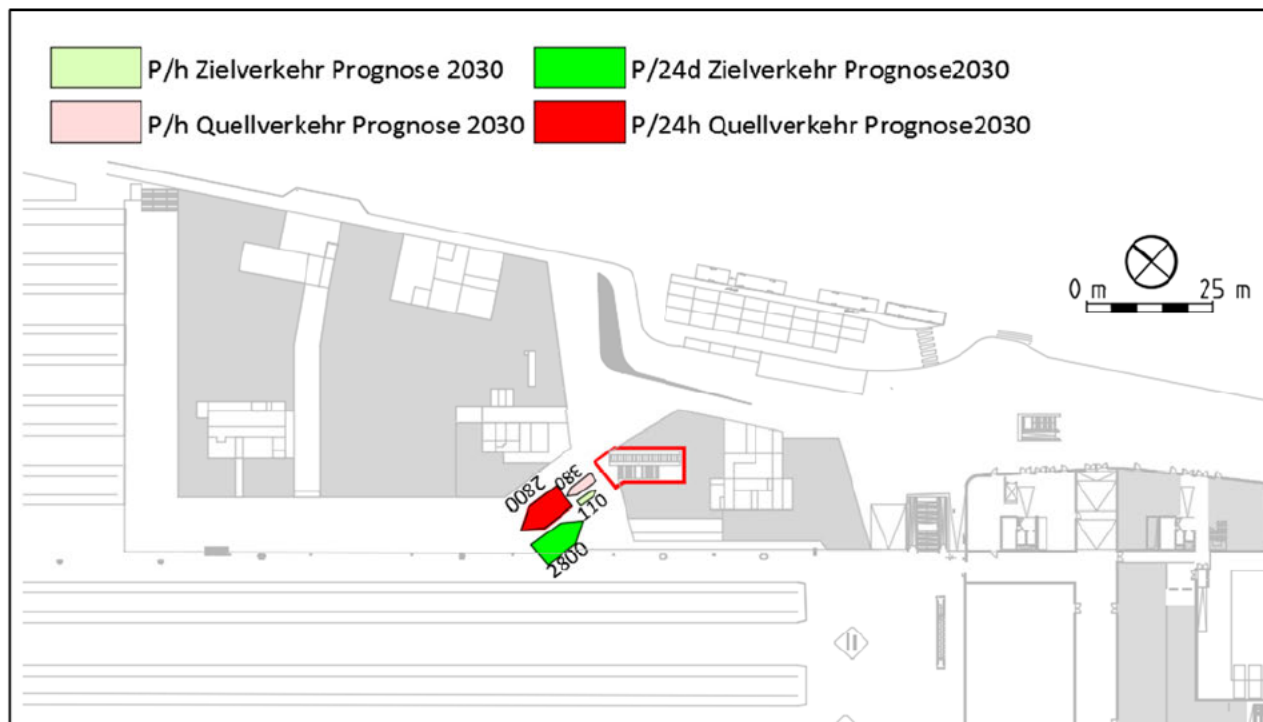 P/h Zielverkehr Prognose 2030
P/24d Zielverkehr Prognose2030
P/h Quellverkehr Prognose 2030
P/24h Quellverkehr Prognose2030
0 m 25 m
380
2800
110
2800